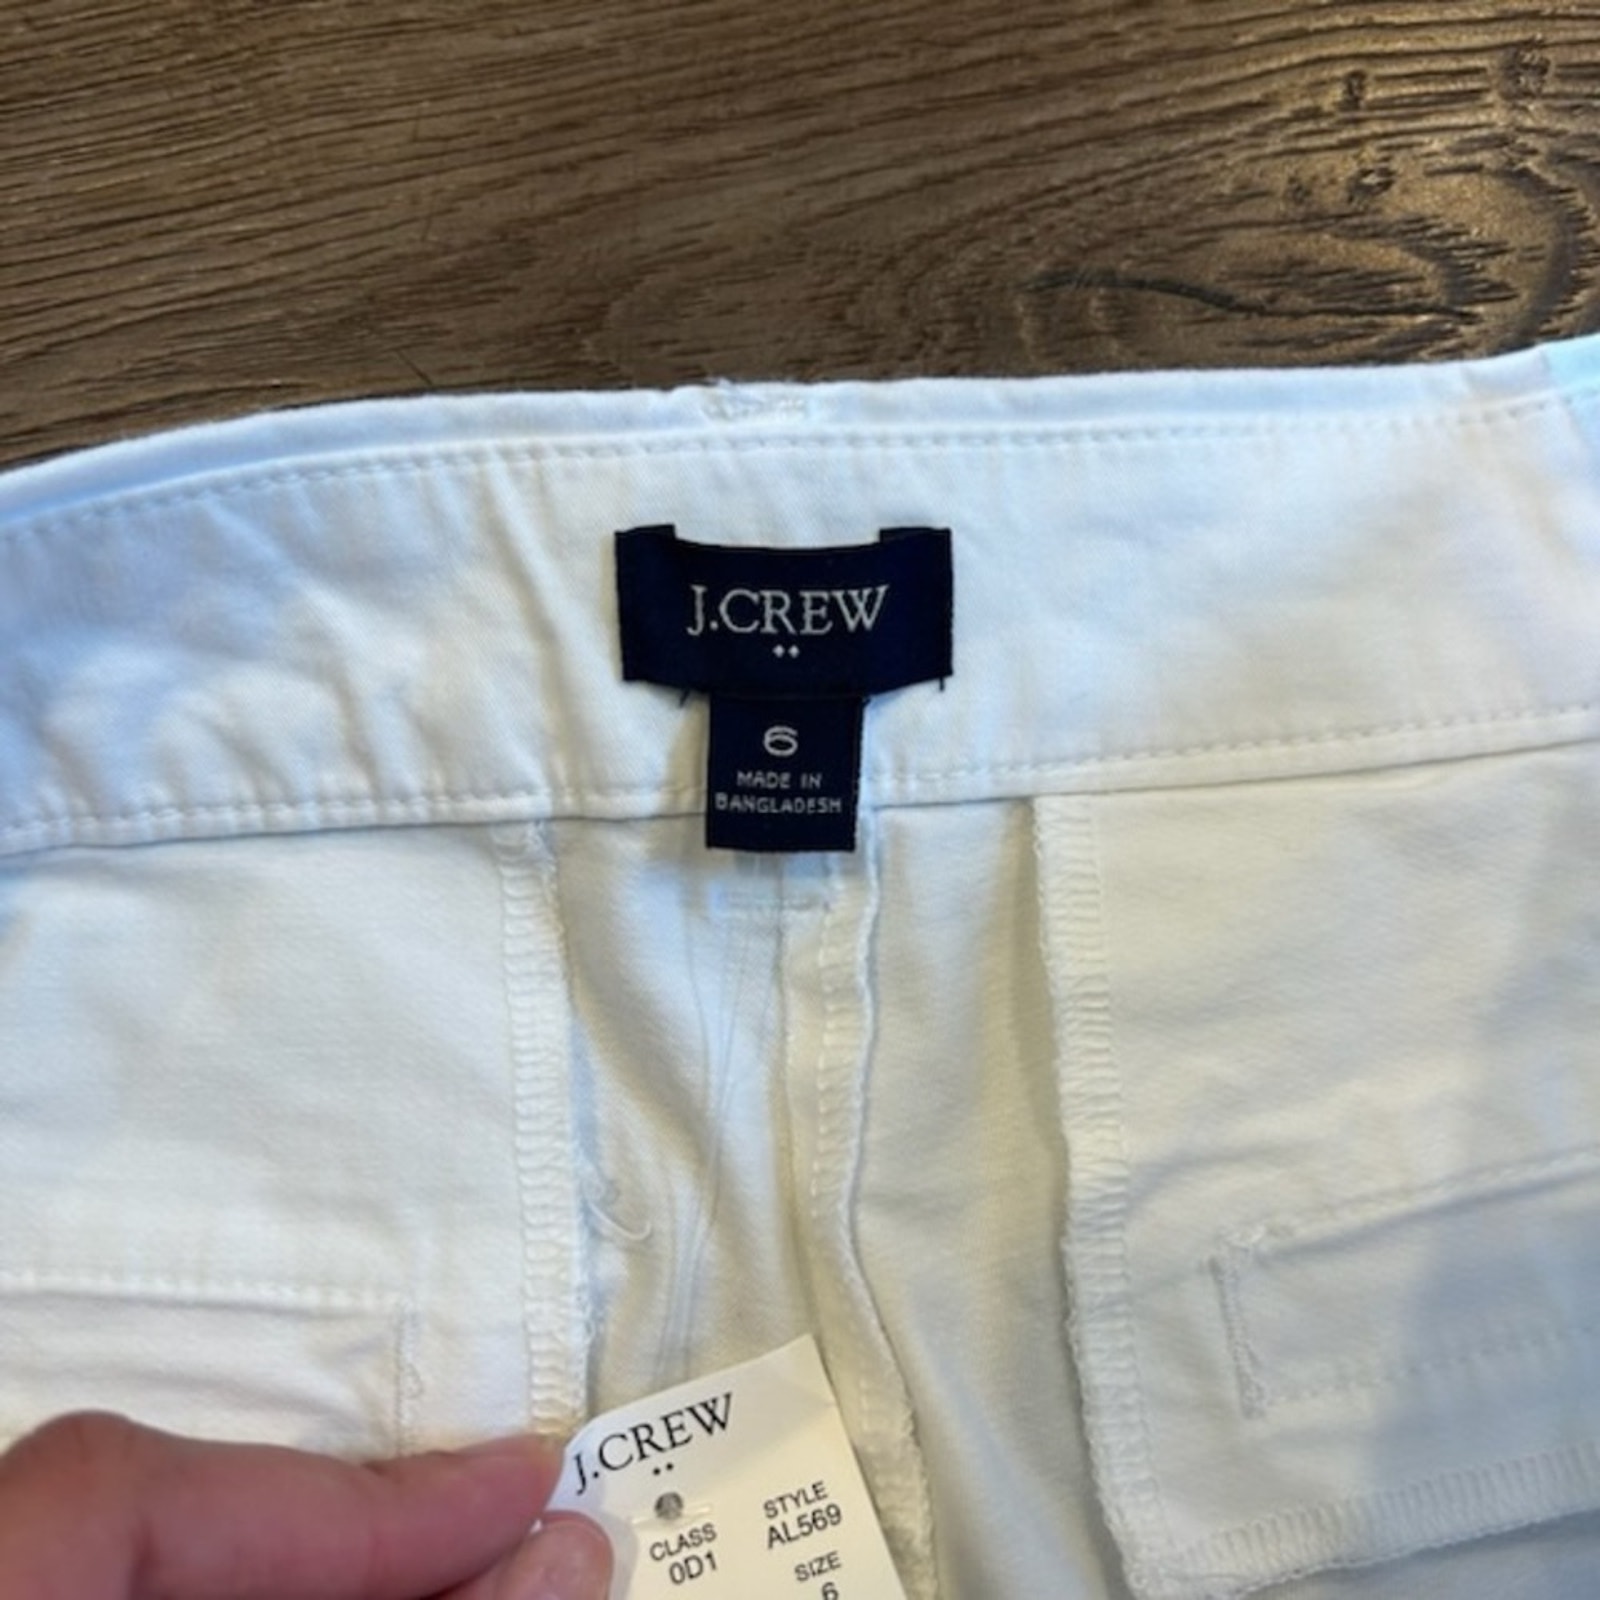 J.CREW
6
MADE IN
BANGLADESH
J.CREW
STYLE
AL569
CLASS
0D1
SIZE
6